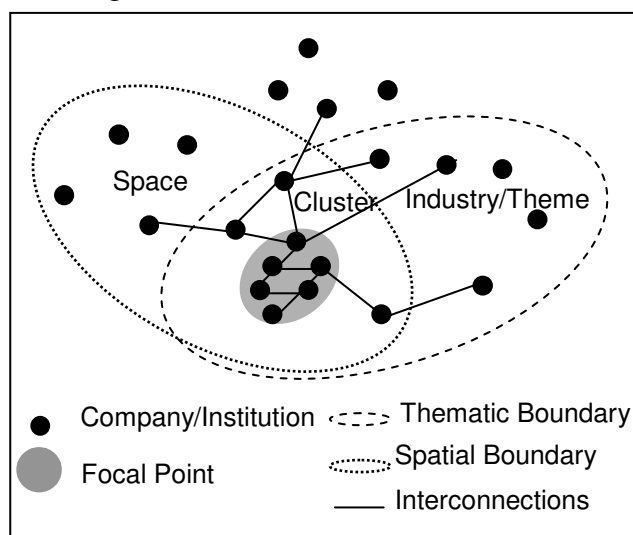 Space
Cluster
Industry/Theme
Company/Institution
Thematic Boundary
Focal Point
Spatial Boundary
Interconnections